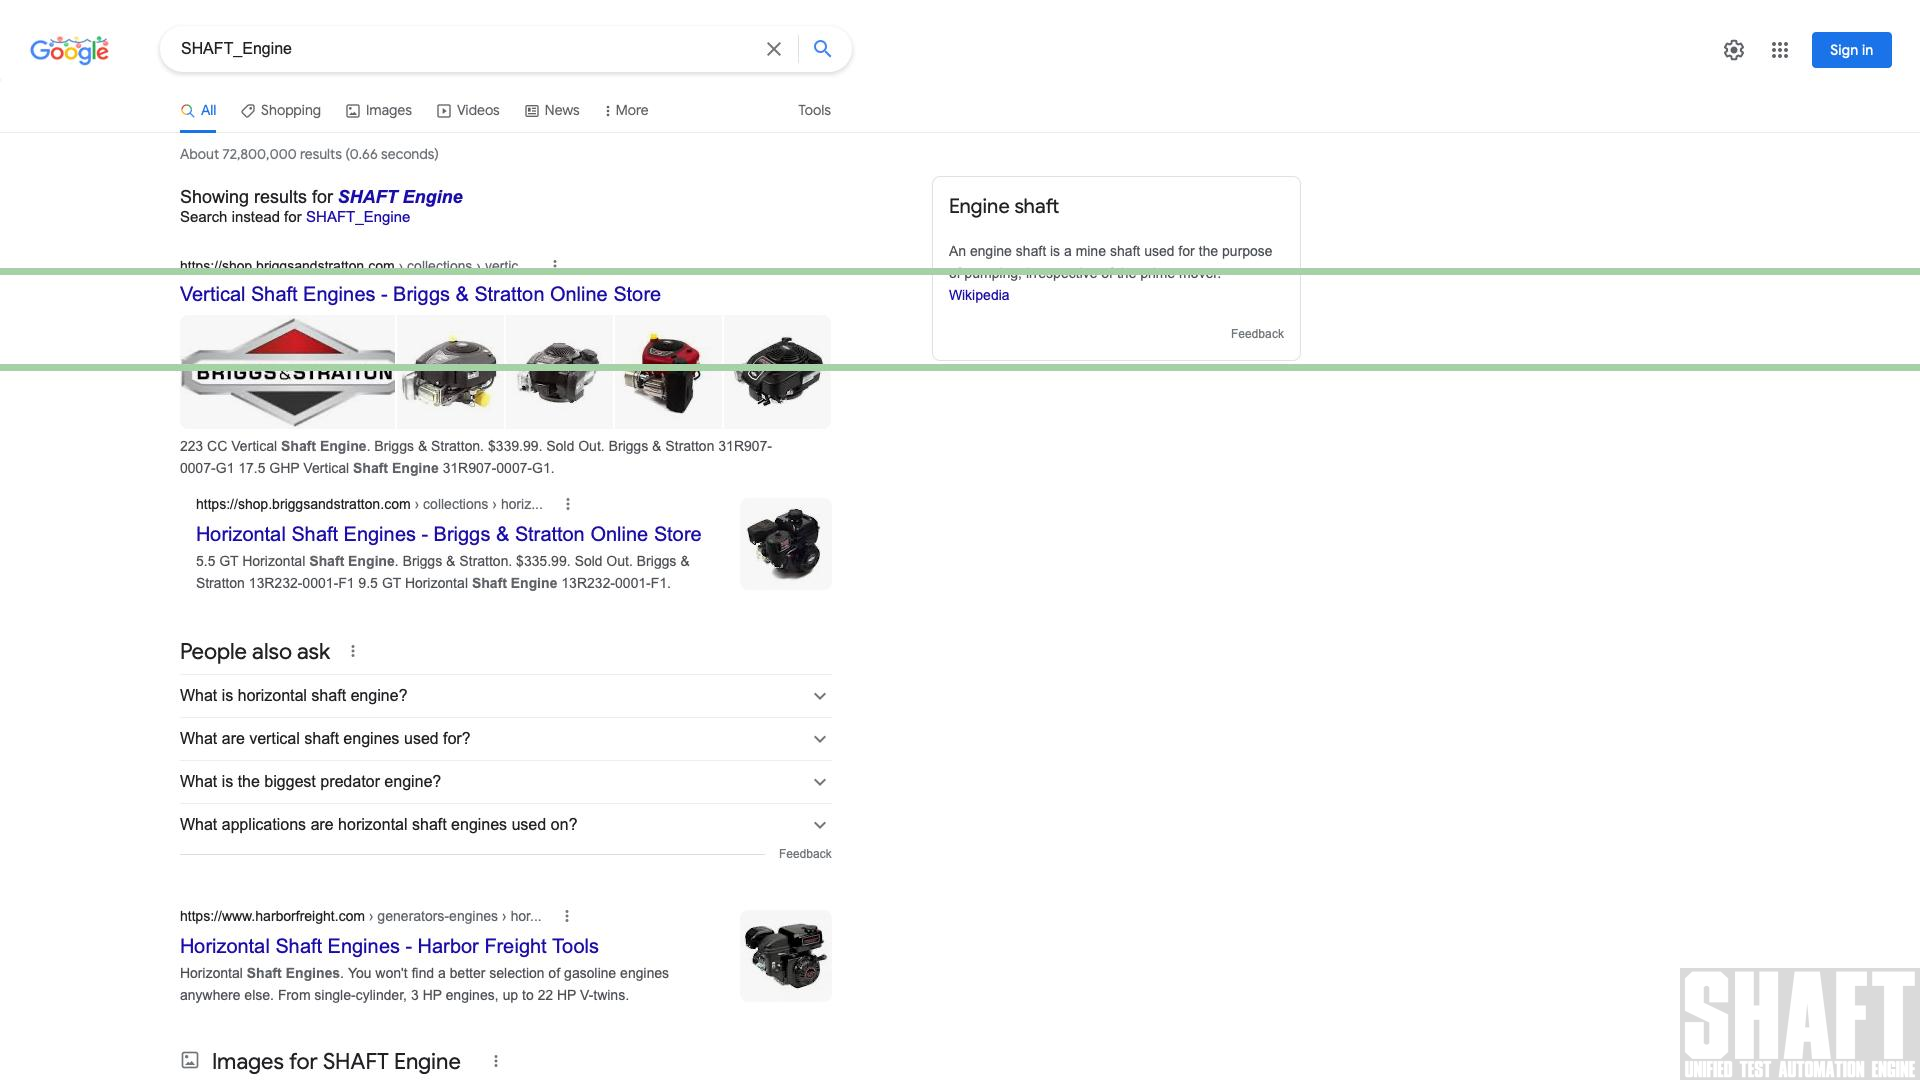 Google
SHAFT_Engine
Sign in
All
Shopping
Images
Videos
News
More
Tools
About 72,800,000 results (0.66 seconds)
Showing results for SHAFT Engine
Search instead for SHAFT_Engine
https://shop.briggsandstratton.com › collections › vertic...
Vertical Shaft Engines - Briggs & Stratton Online Store
BRIGGS&STRATTON
223 CC Vertical Shaft Engine. Briggs & Stratton. $339.99. Sold Out. Briggs & Stratton 31R907-
0007-G1 17.5 GHP Vertical Shaft Engine 31R907-0007-G1.
https://shop.briggsandstratton.com › collections › horiz...
Horizontal Shaft Engines - Briggs & Stratton Online Store
5.5 GT Horizontal Shaft Engine. Briggs & Stratton. $335.99. Sold Out. Briggs &
Stratton 13R232-0001-F1 9.5 GT Horizontal Shaft Engine 13R232-0001-F1.
People also ask
What is horizontal shaft engine?
What are vertical shaft engines used for?
What is the biggest predator engine?
What applications are horizontal shaft engines used on?
Feedback
https://www.harborfreight.com › generators-engines › hor...
Horizontal Shaft Engines - Harbor Freight Tools
Horizontal Shaft Engines. You won't find a better selection of gasoline engines
anywhere else. From single-cylinder, 3 HP engines, up to 22 HP V-twins.
Images for SHAFT Engine
Engine shaft
An engine shaft is a mine shaft used for the purpose
of pumping, irrespective of the prime mover.
Wikipedia
Feedback
SHAFT
UNIFIED TEST AUTOMATION ENGINE